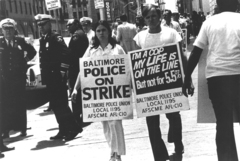 BALTIMORE
POLICE
ON
STRIKE
BALTIMORE POLICE UNION
LOCAL 1195
AFSCME AFL-CIO
I'M A COP
MY LIFE IS
ON THE LINE
But not for 5.5%
BALTIMORE POLICE UNION
LOCAL 1195
AFSCME AFL-CIO